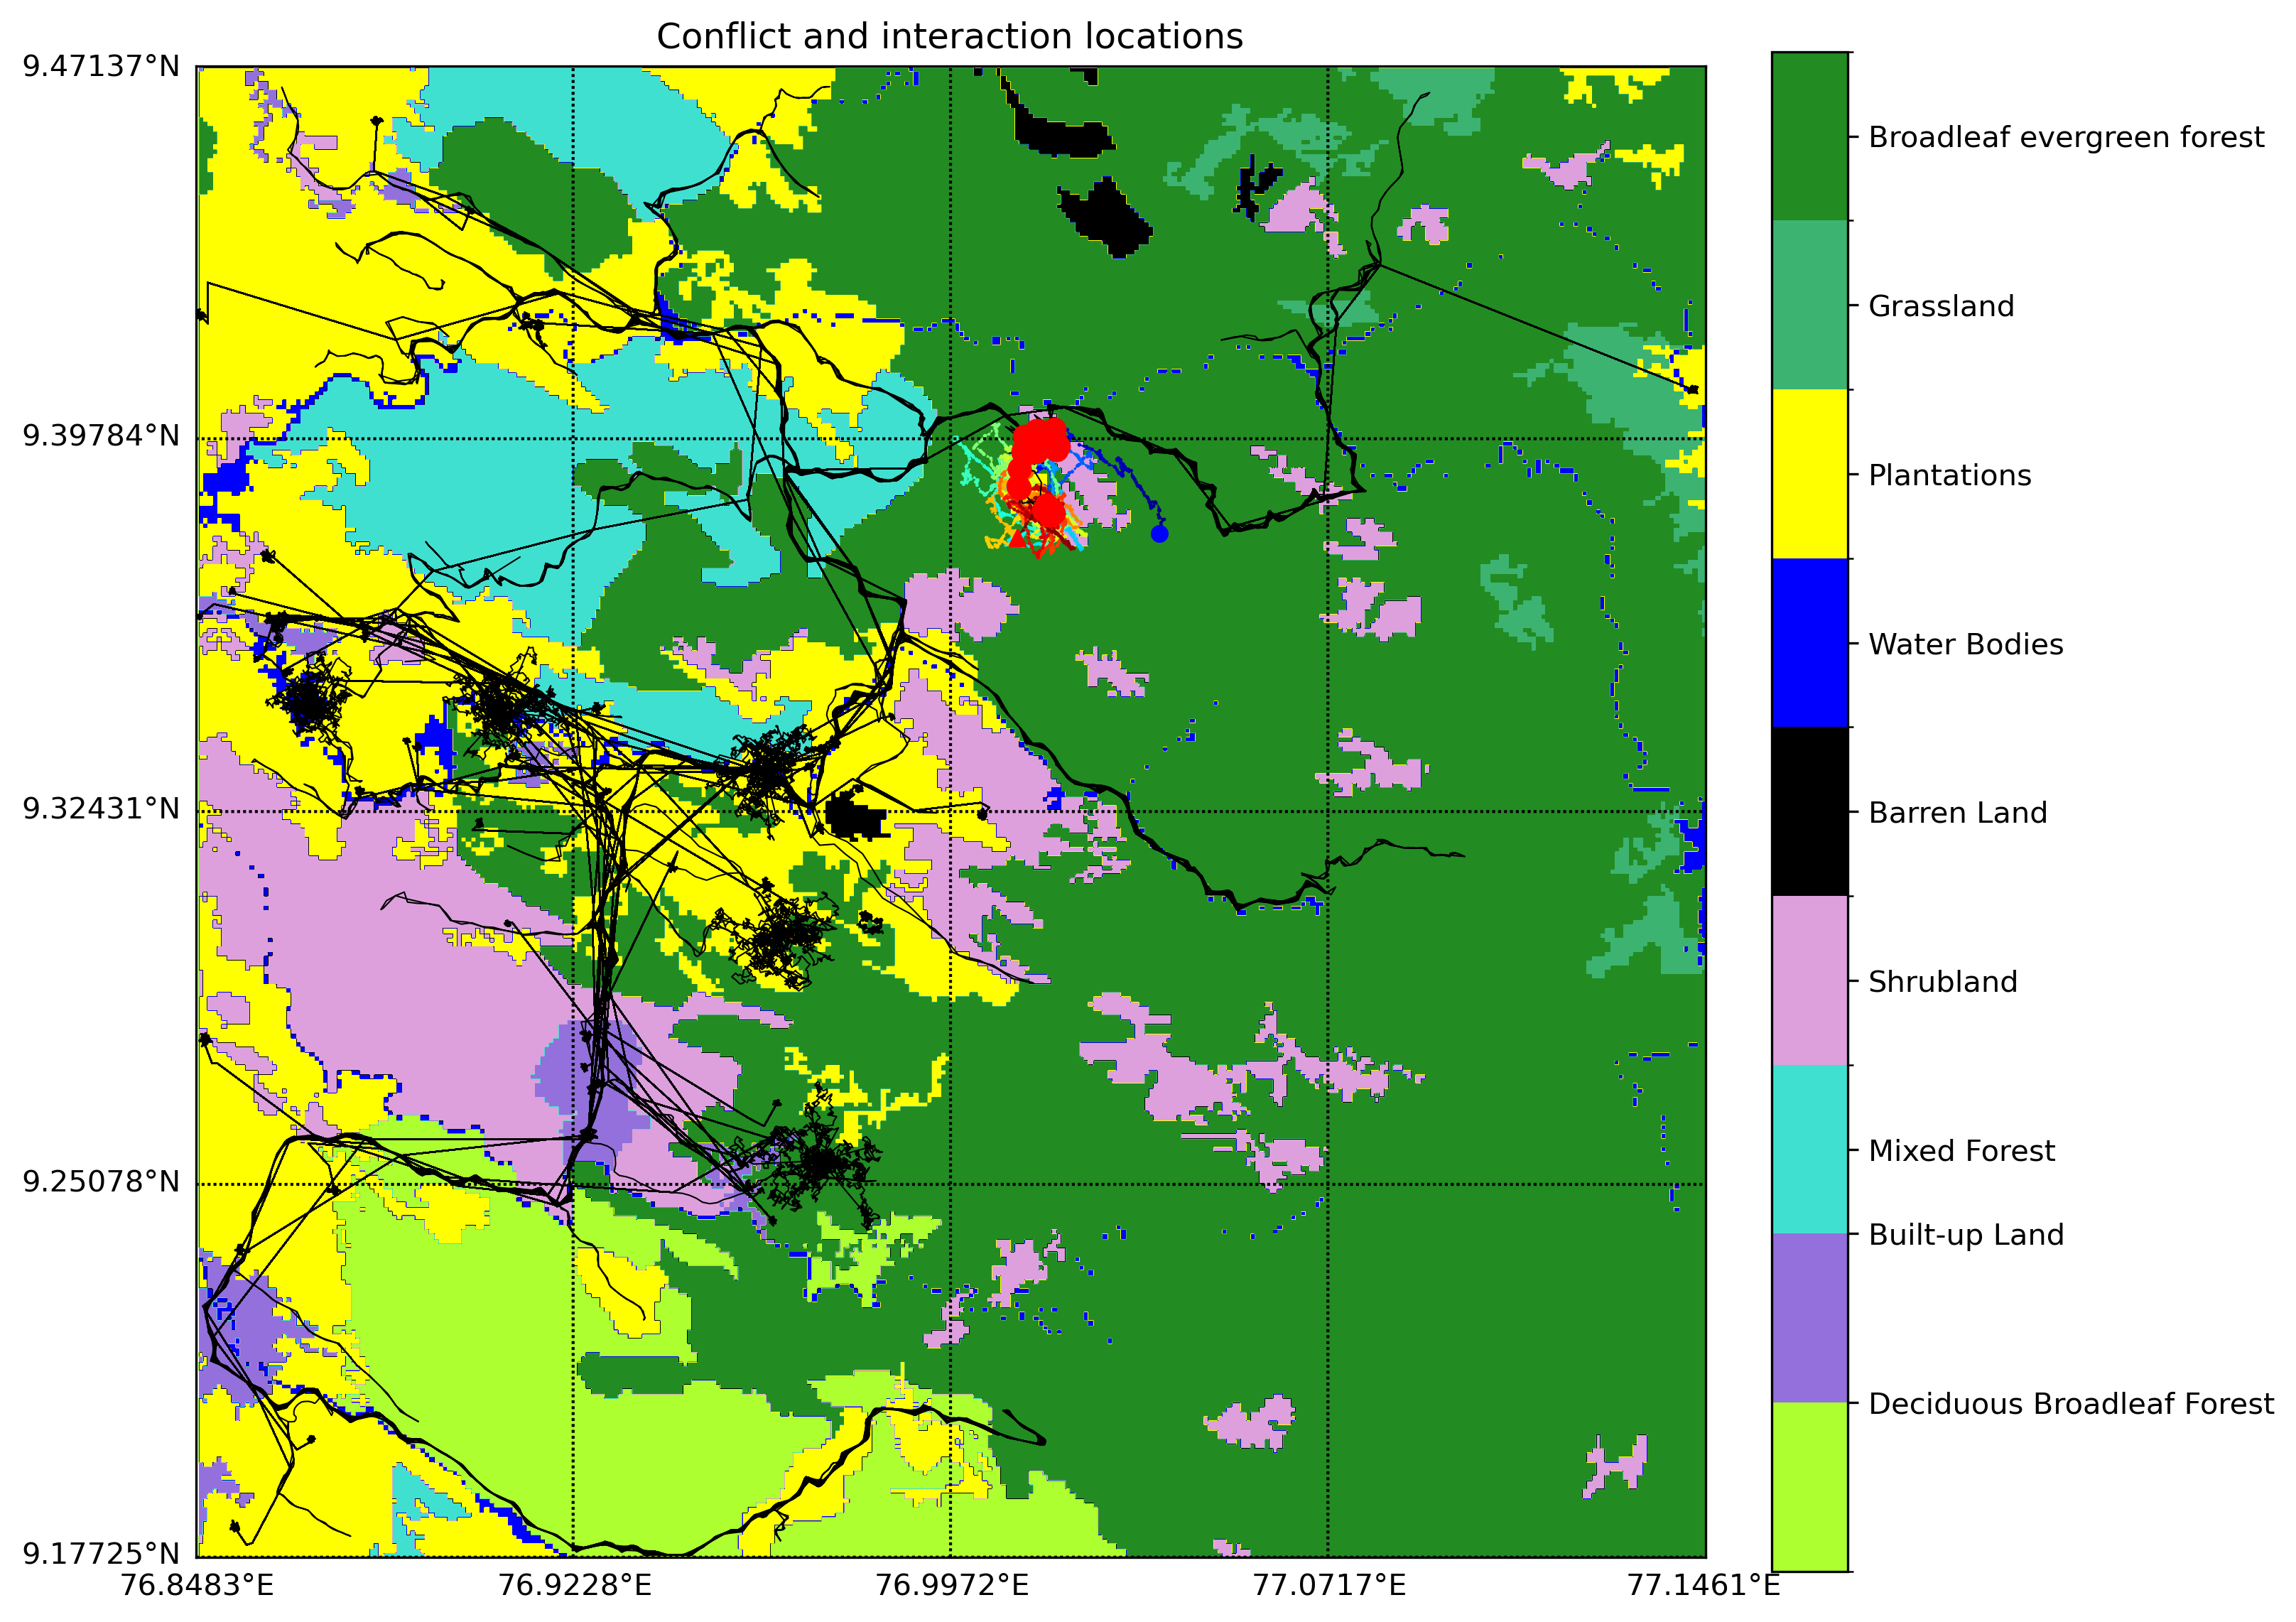 Conflict and interaction locations
9.47137°N
9.39784°N
9.32431°N
9.25078°N
9.17725°N
76.8483°E
76.9228°E
76.9972°E
77.0717°E
77.1461°E
Broadleaf evergreen forest
Grassland
Plantations
Water Bodies
Barren Land
Shrubland
Mixed Forest
Built-up Land
Deciduous Broadleaf Forest